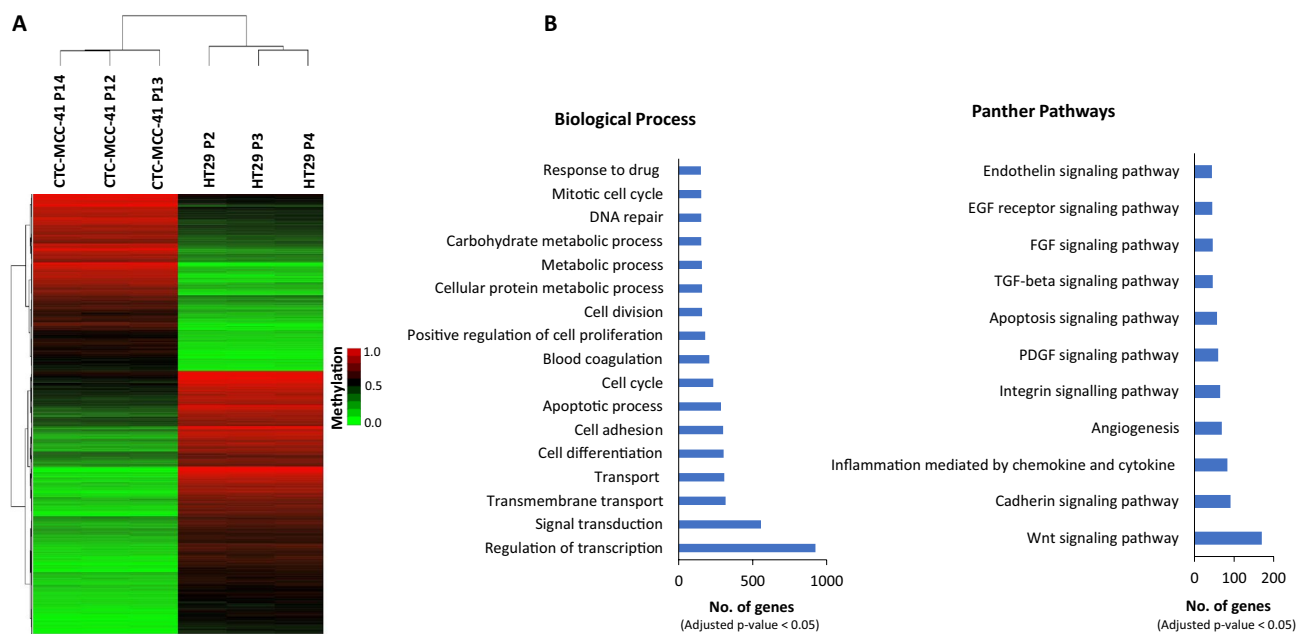 A
B
CTC-MCC-41 P14
CTC-MCC-41 P12
CTC-MCC-41 P13
HT29 P2
HT29 P3
HT29 P4
Methylation
1.0
0.5
0.0
Biological Process
Response to drug
Mitotic cell cycle
DNA repair
Carbohydrate metabolic process
Metabolic process
Cellular protein metabolic process
Cell division
Positive regulation of cell proliferation
Blood coagulation
Cell cycle
Apoptotic process
Cell adhesion
Cell differentiation
Transport
Transmembrane transport
Signal transduction
Regulation of transcription
0 500 1000
No. of genes
(Adjusted p-value < 0.05)
Panther Pathways
Endothelin signaling pathway
EGF receptor signaling pathway
FGF signaling pathway
TGF-beta signaling pathway
Apoptosis signaling pathway
PDGF signaling pathway
Integrin signalling pathway
Angiogenesis
Inflammation mediated by chemokine and cytokine
Cadherin signaling pathway
Wnt signaling pathway
0 100 200
No. of genes
(Adjusted p-value < 0.05)